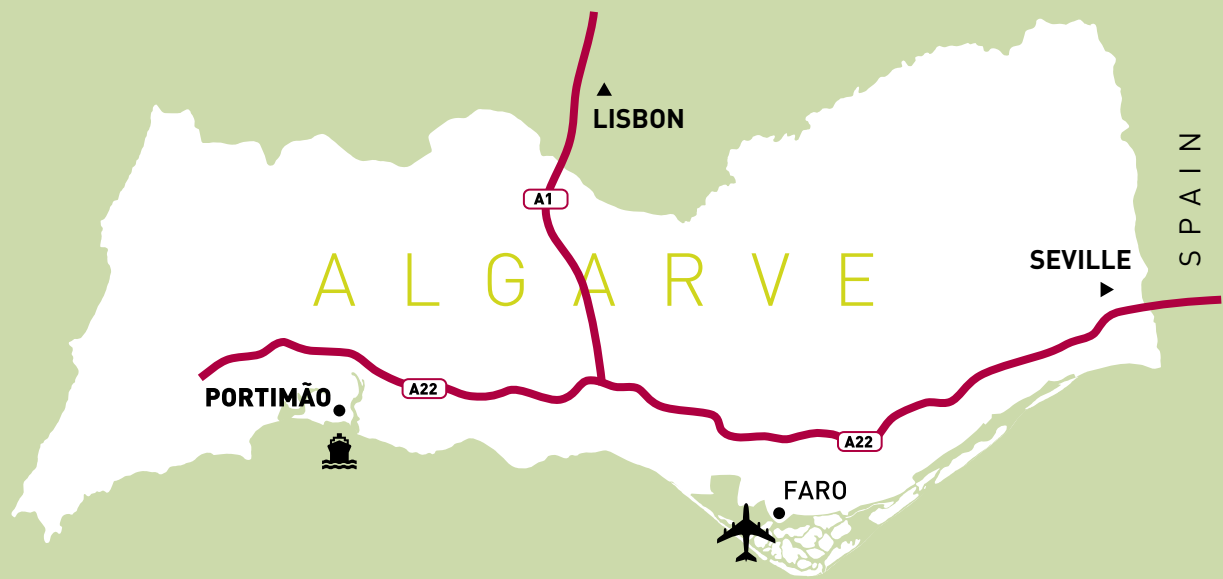 LISBON
A1
SPAIN
ALGARVE
SEVILLE
A22
PORTIMÃO
A22
FARO